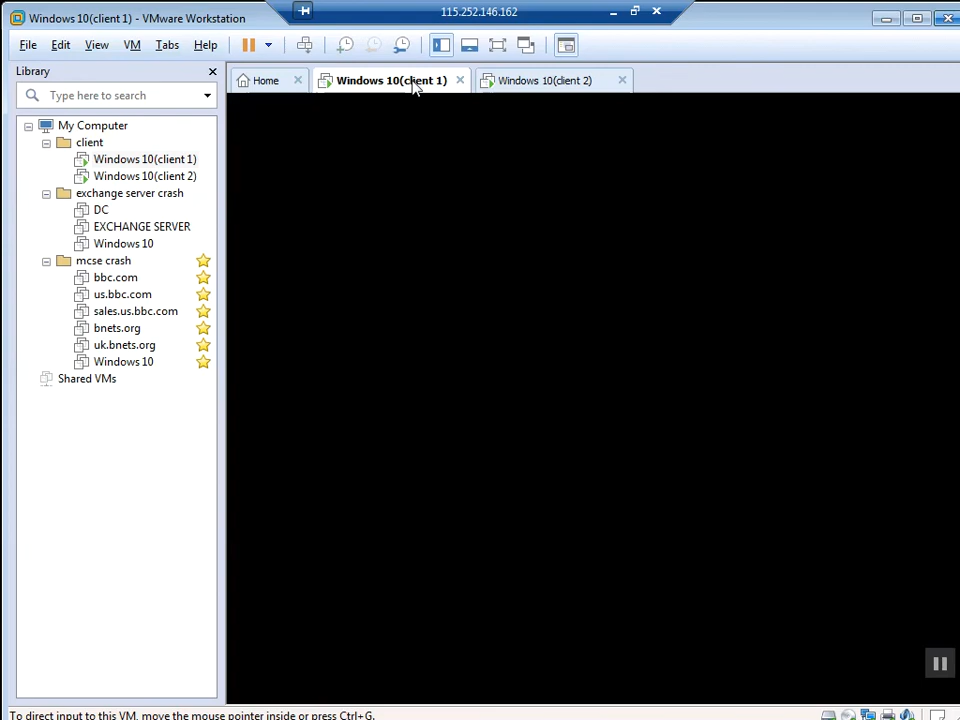 115.252.146.162
Windows 10(client 1) - VMware Workstation
File Edit View VM Tabs Help
Library
Type here to search
Home
Windows 10(client 1)
Windows 10(client 2)
My Computer
client
Windows 10(client 1)
Windows 10(client 2)
exchange server crash
DC
EXCHANGE SERVER
Windows 10
mcse crash
bbc.com
us.bbc.com
sales.us.bbc.com
bnets.org
uk.bnets.org
Windows 10
Shared VMs
To direct input to this VM, move the mouse pointer inside or press Ctrl+G.